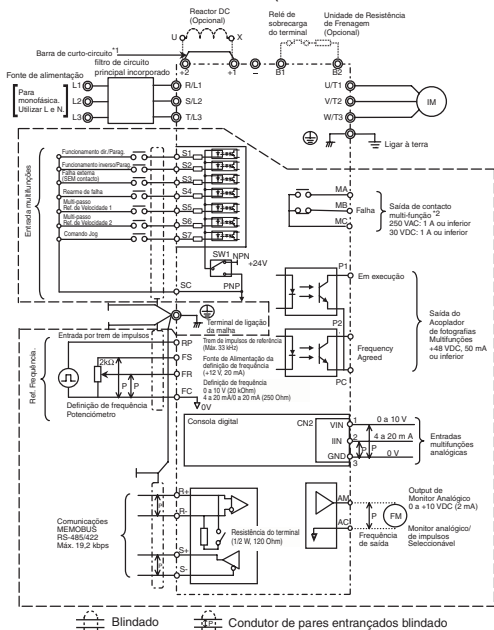 Reactor DC
(Opcional)
Relé de
sobrecarga
do terminal
Unidade de Resistência
de Frenagem
(Opcional)
U X
Barra de curto-circuito *1
filtro de circuito
principal incorporado
+2 +1 − B1 B2
Fonte de alimentação
Para
monofásica.
Utilizar L e N.
L1 R/L1 U/T1
L2 S/L2 V/T2 IM
L3 T/L3 W/T3
Ligar à terra
Entrada multifunções
Funcionamento dir./Parag. S1
Funcionamento inverso/Parag. S2
Falha externa
(SEM contacto) S3
Rearme de falha S4
Multi-passo
Ref. de Velocidade 1 S5
Multi-passo
Ref. de Velocidade 2 S6
Comando Jog S7
SW1 NPN
+24V
PNP
SC
MA
MB
MC
Falha
Saída de contacto
multi-função *2
250 VAC: 1 A ou inferior
30 VDC: 1 A ou inferior
P1
Em execução
P2
Frequency
Agreed
PC
Saída do
Acoplador
de fotografias
Multifunções
+48 VDC, 50 mA
ou inferior
Terminal de ligação
da malha
Ref. Frequência.
Entrada por trem de impulsos
RP
Trem de impulsos de referência
(Máx. 33 kHz)
2kΩ
FS
Fonte de Alimentação da
definição de frequência
(+12 V, 20 mA)
FR
P P
Definição de frequência
0 a 10 V (20 kOhm)
4 a 20 mA/0 a 20 mA (250 Ohm)
FC
0V
Definição de frequência
Potenciómetro
Consola digital
CN2
VIN 1 0 a 10 V
IIN 2 4 a 20 m A
GND 3 0 V
P P
Entradas
multifunções
analógicas
Comunicações
MEMOBUS
RS-485/422
Máx. 19,2 kbps
R+
P
R-
S+
P
S-
Resistência do terminal
(1/2 W, 120 Ohm)
AM
AC
P
FM
Frequência
de saída
Output de
Monitor Analógico
0 a +10 VDC (2 mA)
Monitor analógico/
de impulsos
Seleccionável
Blindado
P Condutor de pares entrançados blindado